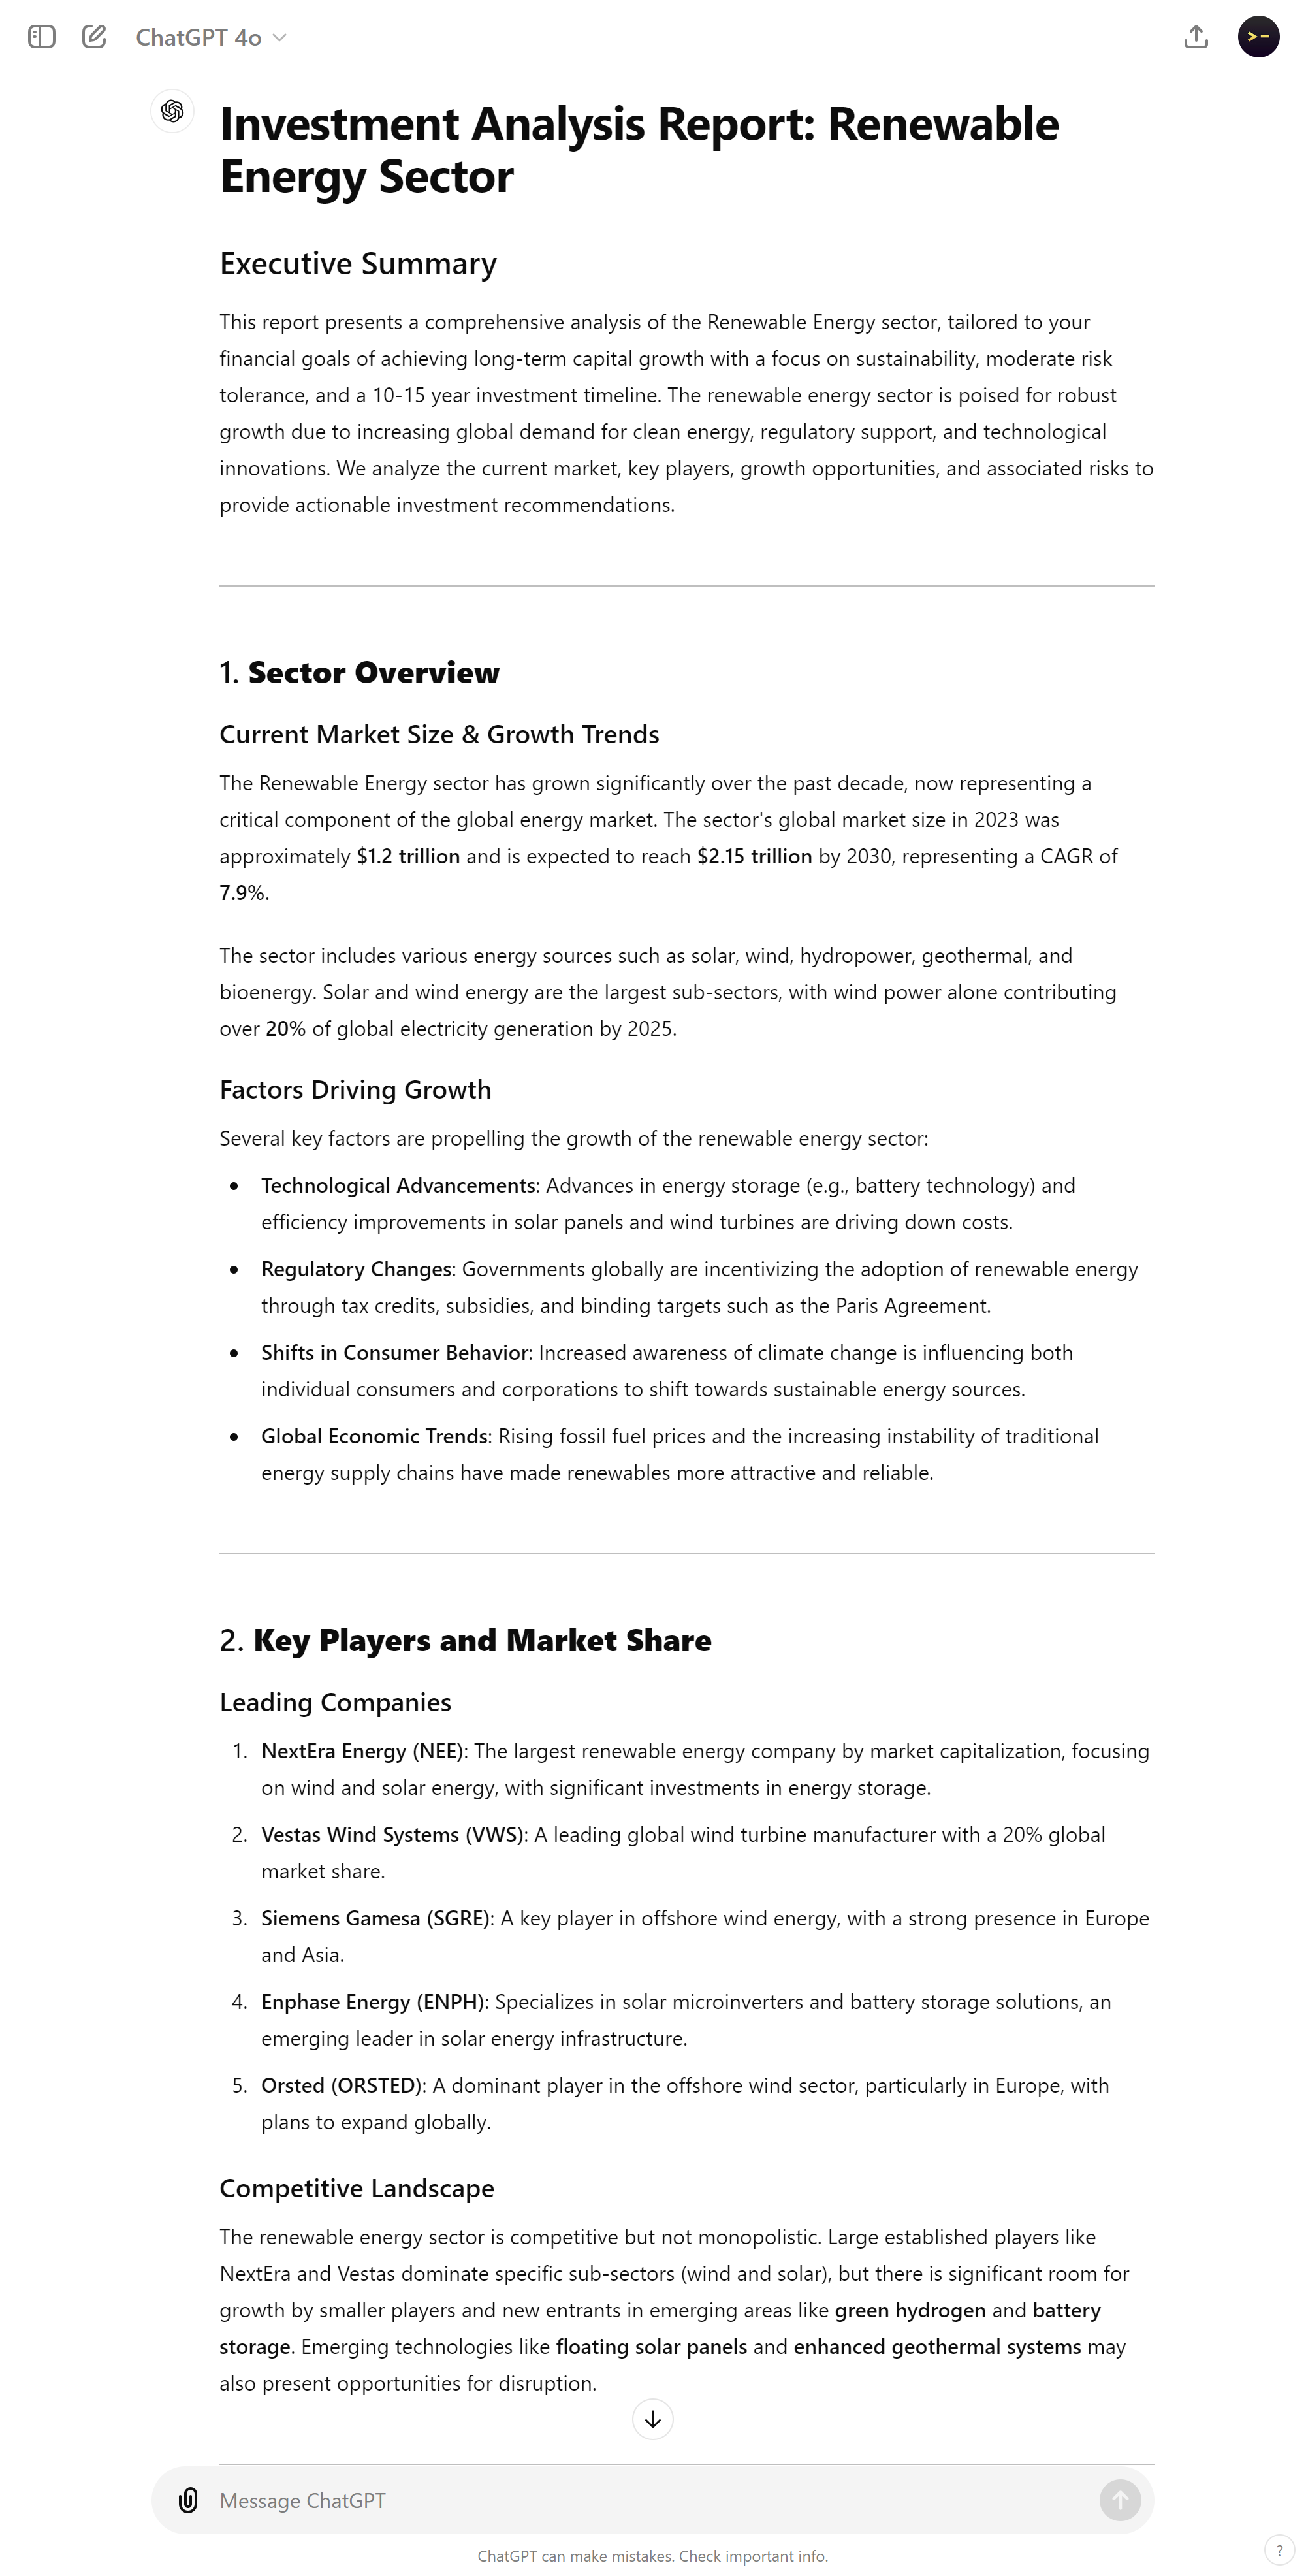 ChatGPT 4o
Investment Analysis Report: Renewable
Energy Sector
Executive Summary
This report presents a comprehensive analysis of the Renewable Energy sector, tailored to your
financial goals of achieving long-term capital growth with a focus on sustainability, moderate risk
tolerance, and a 10-15 year investment timeline. The renewable energy sector is poised for robust
growth due to increasing global demand for clean energy, regulatory support, and technological
innovations. We analyze the current market, key players, growth opportunities, and associated risks to
provide actionable investment recommendations.
1. Sector Overview
Current Market Size & Growth Trends
The Renewable Energy sector has grown significantly over the past decade, now representing a
critical component of the global energy market. The sector's global market size in 2023 was
approximately $1.2 trillion and is expected to reach $2.15 trillion by 2030, representing a CAGR of
7.9%.
The sector includes various energy sources such as solar, wind, hydropower, geothermal, and
bioenergy. Solar and wind energy are the largest sub-sectors, with wind power alone contributing
over 20% of global electricity generation by 2025.
Factors Driving Growth
Several key factors are propelling the growth of the renewable energy sector:
• Technological Advancements: Advances in energy storage (e.g., battery technology) and
efficiency improvements in solar panels and wind turbines are driving down costs.
• Regulatory Changes: Governments globally are incentivizing the adoption of renewable energy
through tax credits, subsidies, and binding targets such as the Paris Agreement.
• Shifts in Consumer Behavior: Increased awareness of climate change is influencing both
individual consumers and corporations to shift towards sustainable energy sources.
• Global Economic Trends: Rising fossil fuel prices and the increasing instability of traditional
energy supply chains have made renewables more attractive and reliable.
2. Key Players and Market Share
Leading Companies
1. NextEra Energy (NEE): The largest renewable energy company by market capitalization, focusing
on wind and solar energy, with significant investments in energy storage.
2. Vestas Wind Systems (VWS): A leading global wind turbine manufacturer with a 20% global
market share.
3. Siemens Gamesa (SGRE): A key player in offshore wind energy, with a strong presence in Europe
and Asia.
4. Enphase Energy (ENPH): Specializes in solar microinverters and battery storage solutions, an
emerging leader in solar energy infrastructure.
5. Orsted (ORSTED): A dominant player in the offshore wind sector, particularly in Europe, with
plans to expand globally.
Competitive Landscape
The renewable energy sector is competitive but not monopolistic. Large established players like
NextEra and Vestas dominate specific sub-sectors (wind and solar), but there is significant room for
growth by smaller players and new entrants in emerging areas like green hydrogen and battery
storage. Emerging technologies like floating solar panels and enhanced geothermal systems may
also present opportunities for disruption.
Message ChatGPT
ChatGPT can make mistakes. Check important info.
?